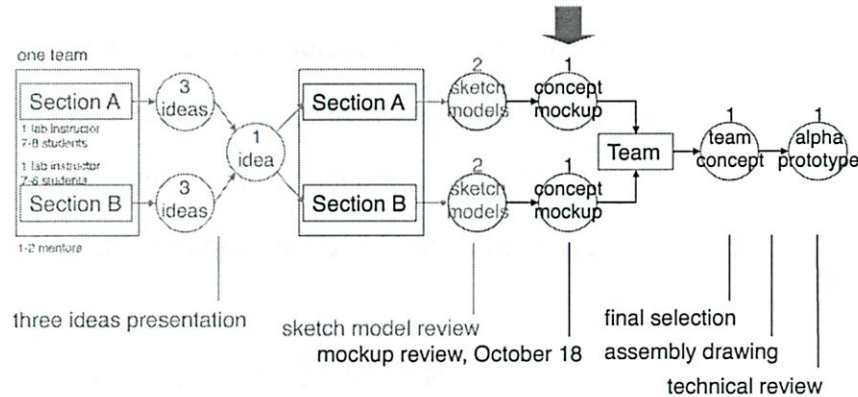 one team
Section A
1 lab instructor
7-8 students
1 lab instructor
7-8 students
Section B
1-2 mentors
3
ideas
3
ideas
1
idea
Section A
Section B
2
sketch
models
2
sketch
models
1
concept
mockup
1
concept
mockup
Team
1
team
concept
1
alpha
prototype
three ideas presentation
sketch model review
mockup review, October 18
final selection
assembly drawing
technical review